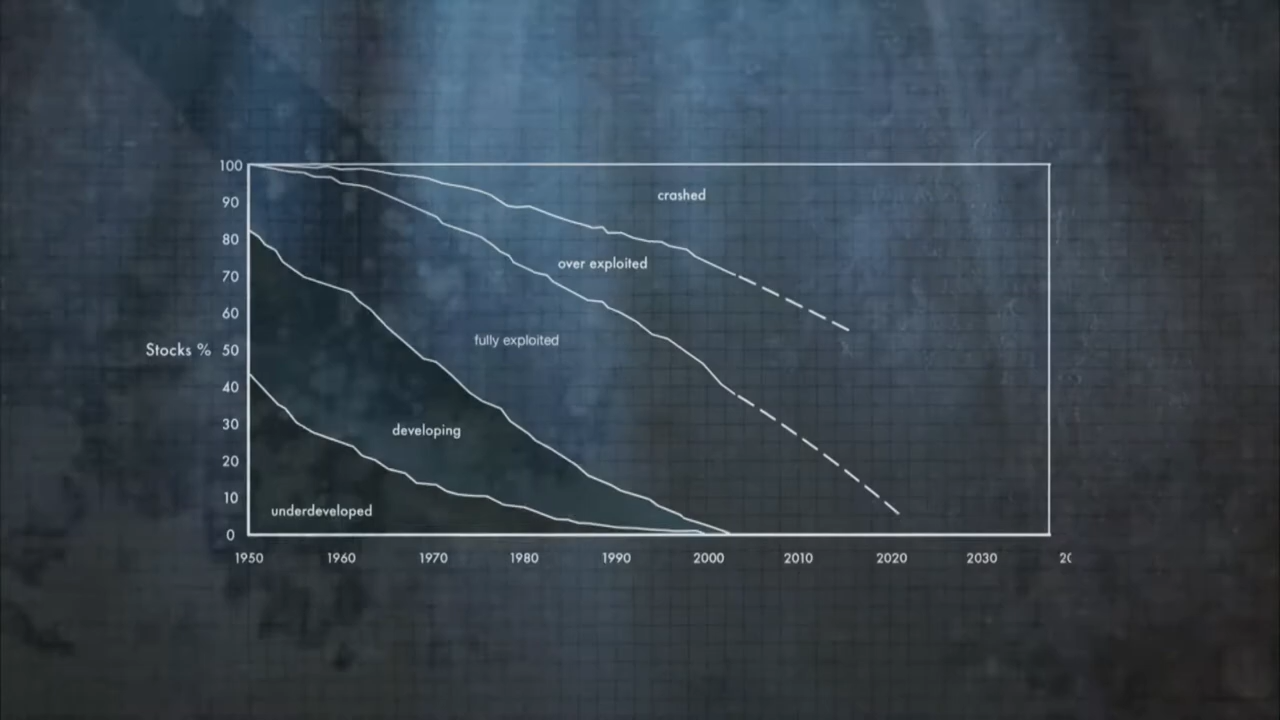 100
90
crashed
80
over exploited
70
60
fully exploited
Stocks % 50
40
developing
30
20
10
underdeveloped
0
1950 1960 1970 1980 1990 2000 2010 2020 2030